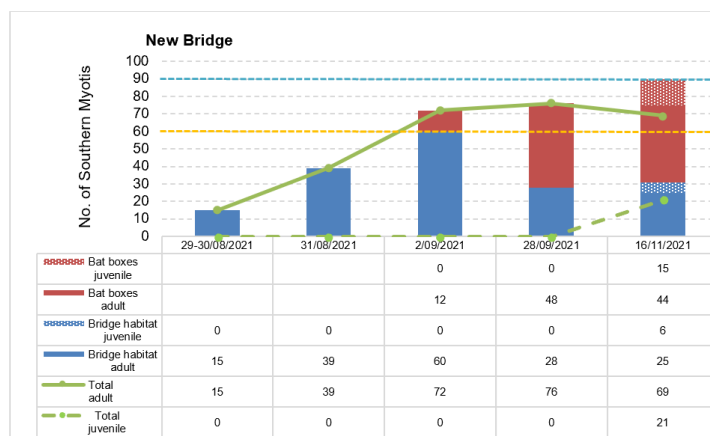 New Bridge
No. of Southern Myotis
100
90
80
70
60
50
40
30
20
10
0
29-30/08/2021 31/08/2021 2/09/2021 28/09/2021 16/11/2021
Bat boxes
juvenile 0 0 15
Bat boxes
adult 12 48 44
Bridge habitat
juvenile 0 0 0 0 6
Bridge habitat
adult 15 39 60 28 25
Total
adult 15 39 72 76 69
Total
juvenile 0 0 0 0 21